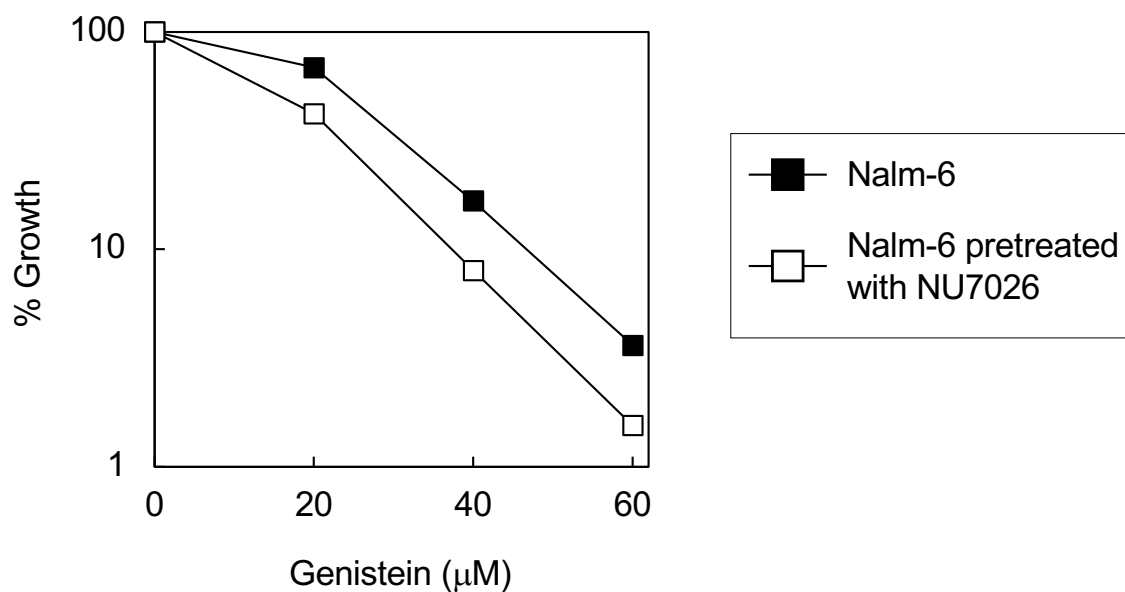 100
10
1
% Growth
0 20 40 60
Genistein (μM)
Nalm-6
Nalm-6 pretreated
with NU7026